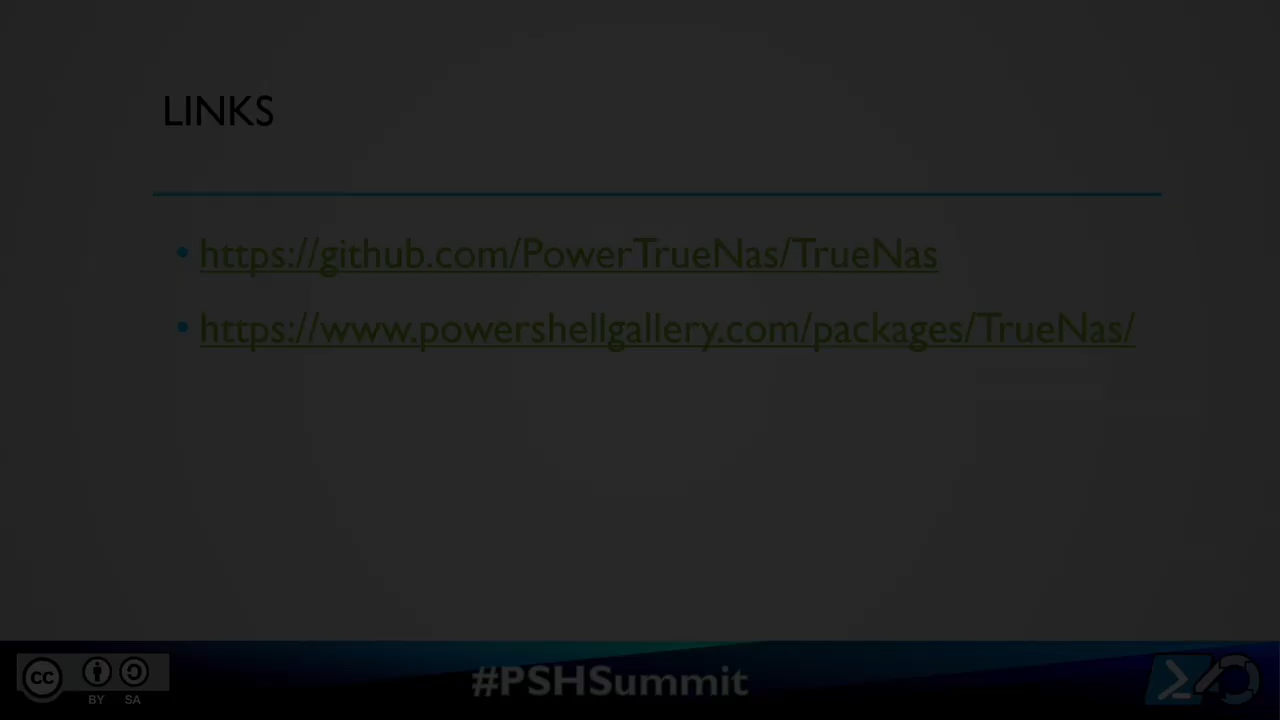 LINKS
https://github.com/PowerTrueNas/TrueNas
https://www.powershellgallery.com/packages/TrueNas/
#PSHSummit
CC
BY SA